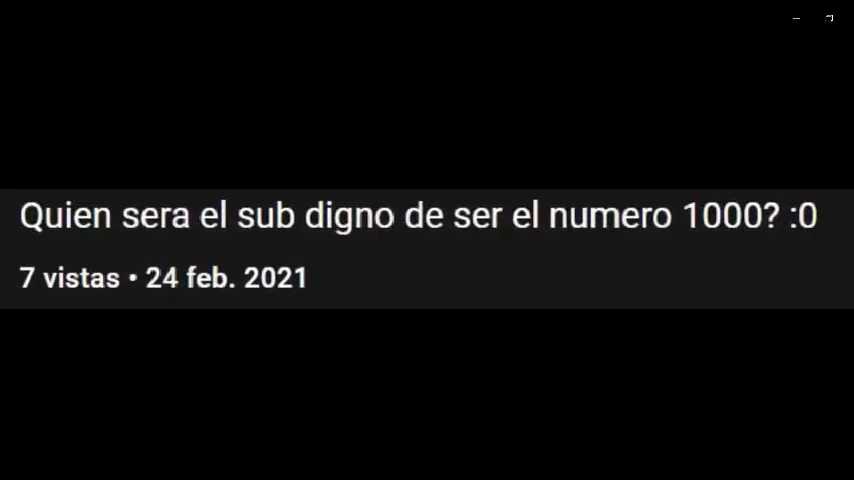 Quien sera el sub digno de ser el numero 1000? :0
7 vistas • 24 feb. 2021